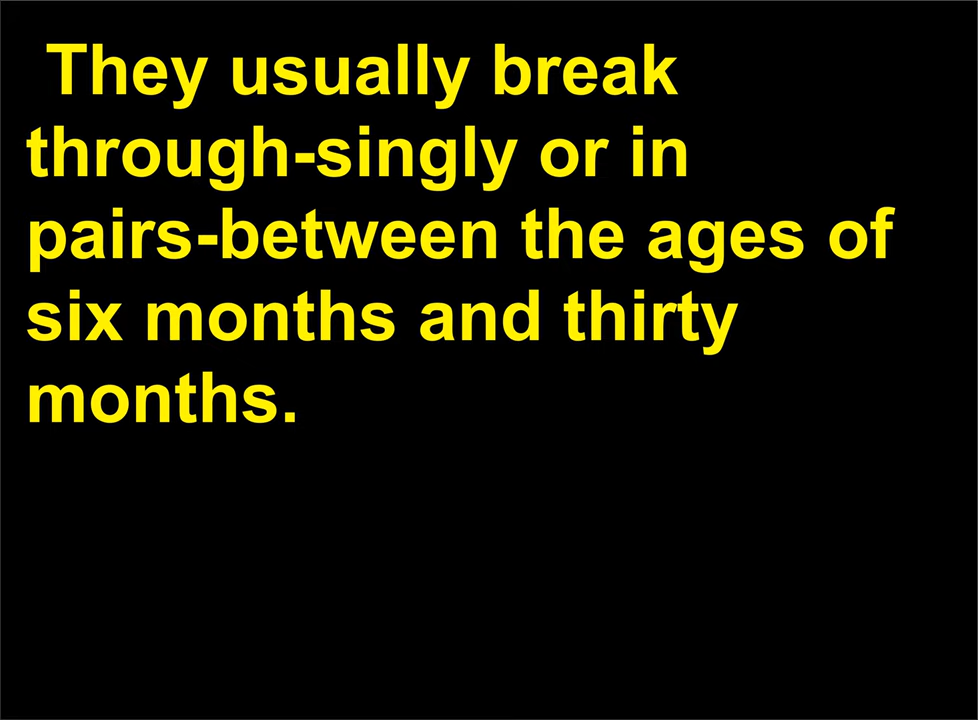 They usually break
through-singly or in
pairs-between the ages of
six months and thirty
months.